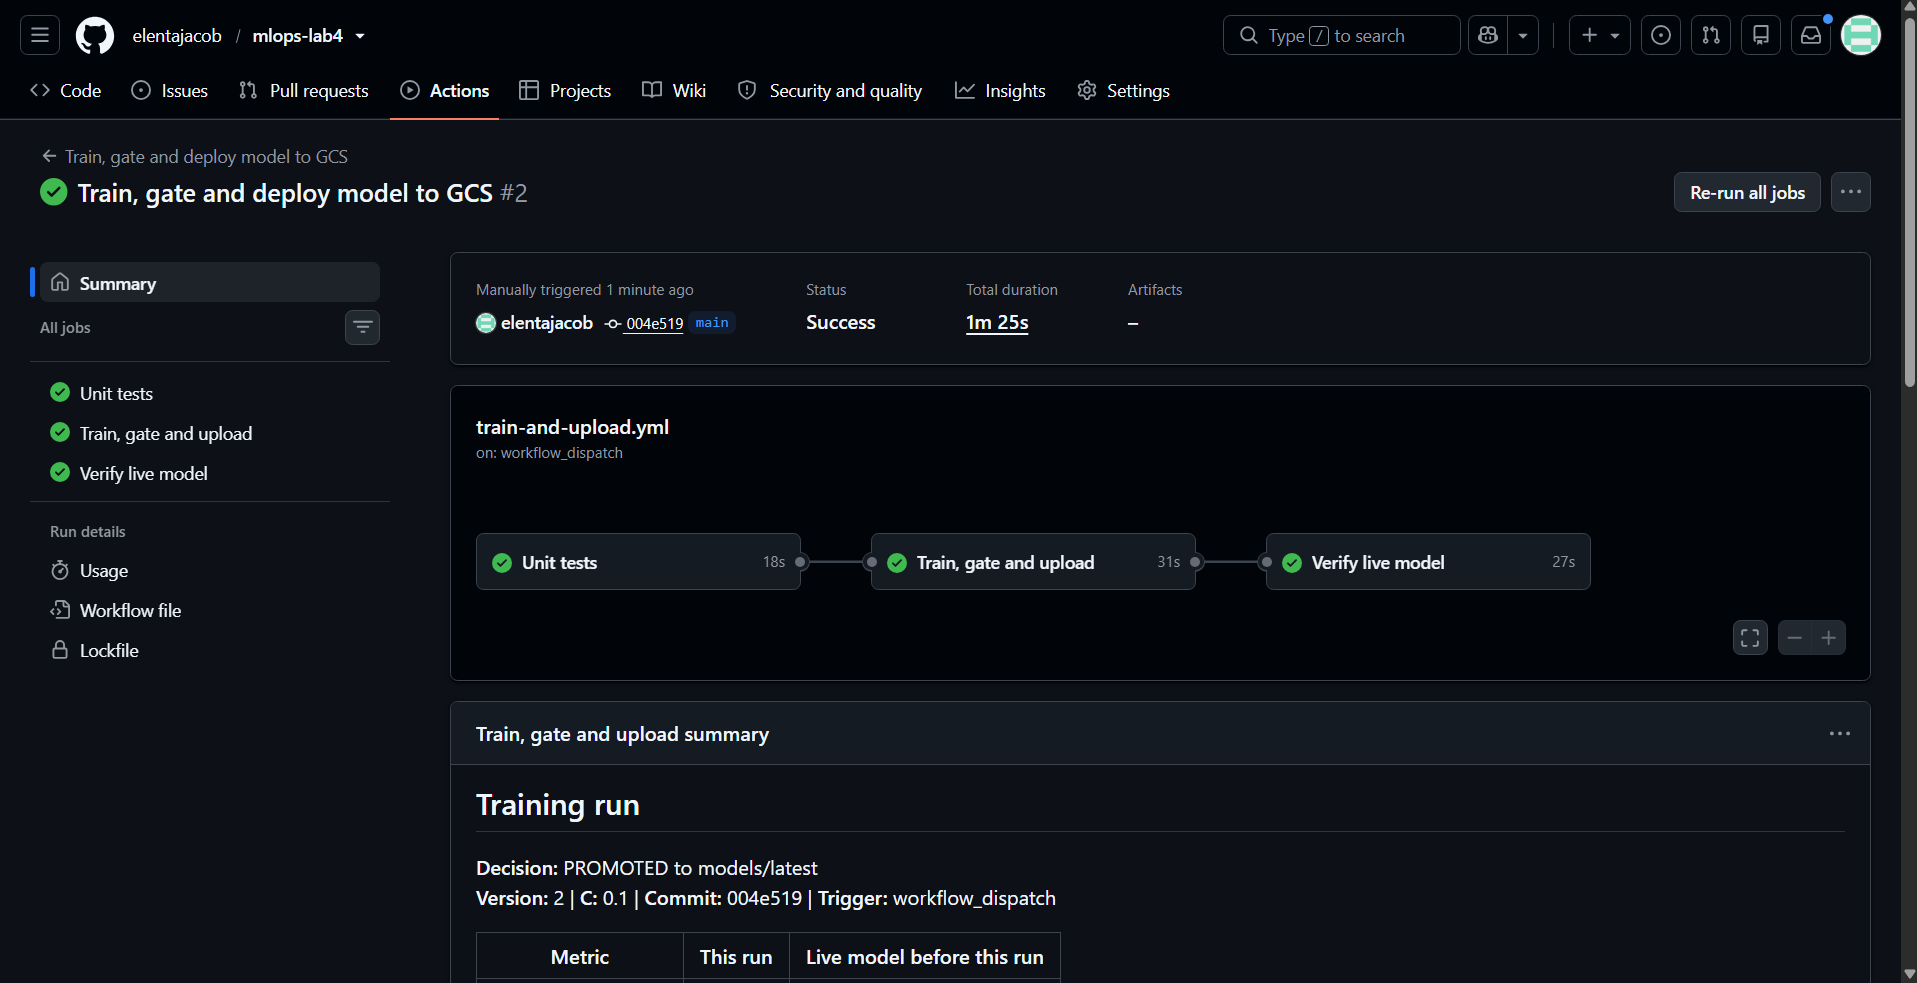 elentajacob / mlops-lab4
Type / to search
Code Issues Pull requests Actions Projects Wiki Security and quality Insights Settings
Train, gate and deploy model to GCS
Train, gate and deploy model to GCS #2
Re-run all jobs
Summary
All jobs
Unit tests
Train, gate and upload
Verify live model
Run details
Usage
Workflow file
Lockfile
Manually triggered 1 minute ago
elentajacob 004e519 main
Status
Success
Total duration
1m 25s
Artifacts
–
train-and-upload.yml
on: workflow_dispatch
Unit tests 18s
Train, gate and upload 31s
Verify live model 27s
Train, gate and upload summary
Training run
Decision: PROMOTED to models/latest
Version: 2 | C: 0.1 | Commit: 004e519 | Trigger: workflow_dispatch
Metric This run Live model before this run